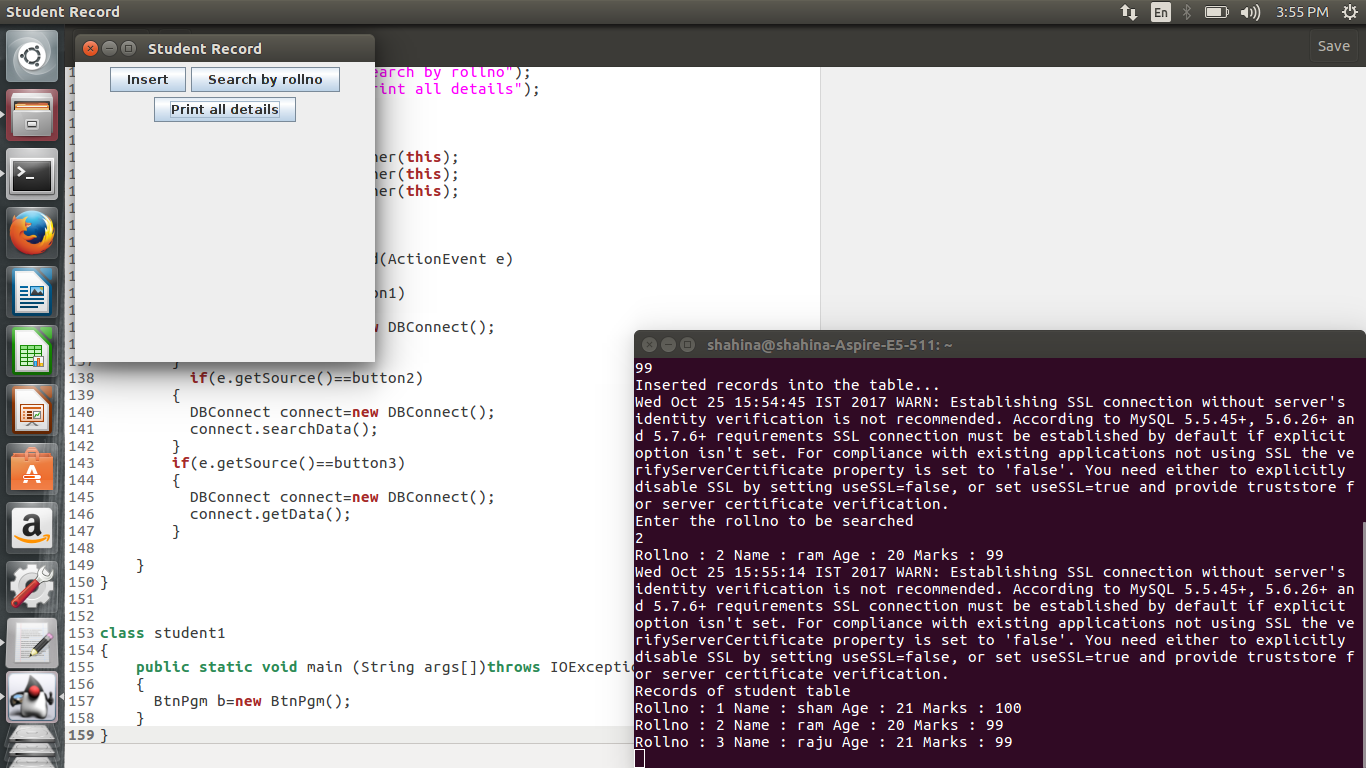 Student Record
En
3:55 PM
Save
Student Record
Insert
Search by rollno
Print all details
earch by rollno");
rint all details");
ner(this);
ner(this);
ner(this);
d(ActionEvent e)
on1)
w DBConnect();
137 }
138 if(e.getSource()==button2)
139 {
140 DBConnect connect=new DBConnect();
141 connect.searchData();
142 }
143 if(e.getSource()==button3)
144 {
145 DBConnect connect=new DBConnect();
146 connect.getData();
147 }
148
149 }
150 }
151
152
153 class student1
154 {
155 public static void main (String args[])throws IOExceptio
156 {
157 BtnPgm b=new BtnPgm();
158 }
159 }
shahina@shahina-Aspire-E5-511: ~
99
Inserted records into the table...
Wed Oct 25 15:54:45 IST 2017 WARN: Establishing SSL connection without server's
identity verification is not recommended. According to MySQL 5.5.45+, 5.6.26+ an
d 5.7.6+ requirements SSL connection must be established by default if explicit
option isn't set. For compliance with existing applications not using SSL the ve
rifyServerCertificate property is set to 'false'. You need either to explicitly
disable SSL by setting useSSL=false, or set useSSL=true and provide truststore f
or server certificate verification.
Enter the rollno to be searched
2
Rollno : 2 Name : ram Age : 20 Marks : 99
Wed Oct 25 15:55:14 IST 2017 WARN: Establishing SSL connection without server's
identity verification is not recommended. According to MySQL 5.5.45+, 5.6.26+ an
d 5.7.6+ requirements SSL connection must be established by default if explicit
option isn't set. For compliance with existing applications not using SSL the ve
rifyServerCertificate property is set to 'false'. You need either to explicitly
disable SSL by setting useSSL=false, or set useSSL=true and provide truststore f
or server certificate verification.
Records of student table
Rollno : 1 Name : sham Age : 21 Marks : 100
Rollno : 2 Name : ram Age : 20 Marks : 99
Rollno : 3 Name : raju Age : 21 Marks : 99